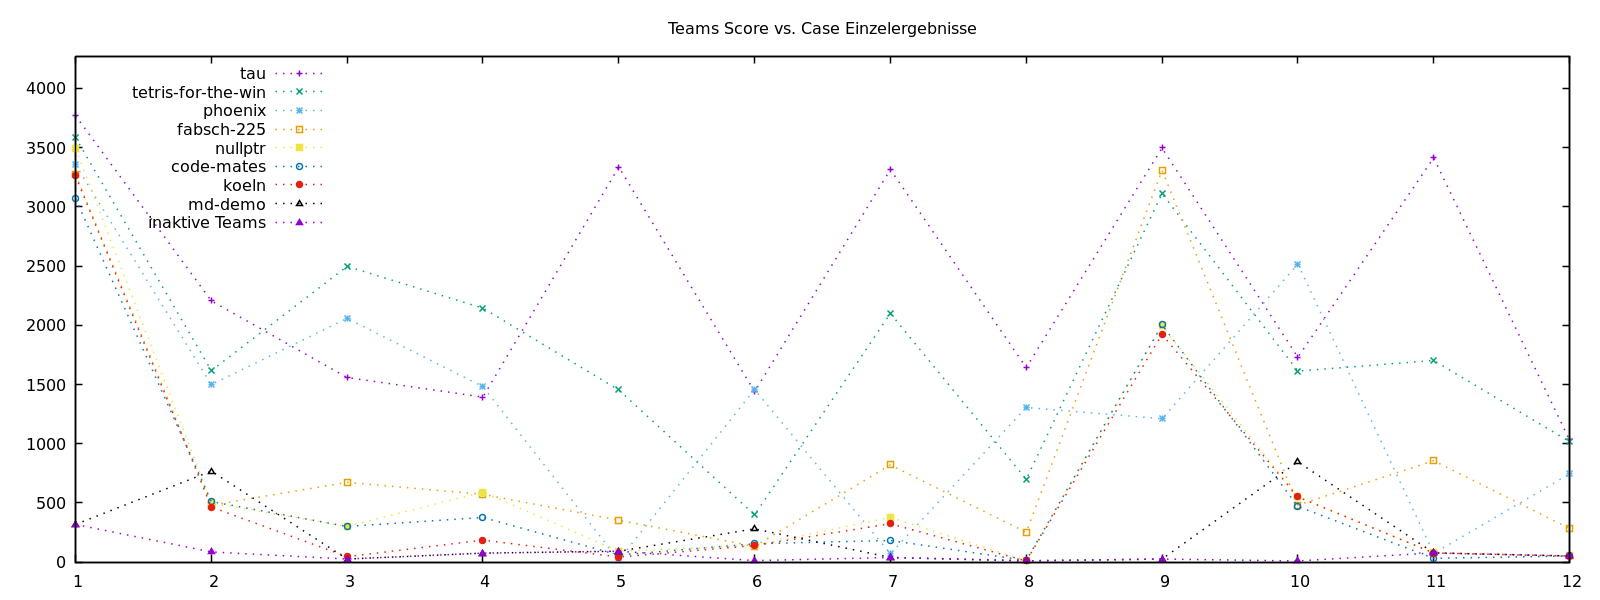 Teams Score vs. Case Einzelergebnisse
4000
3500
3000
2500
2000
1500
1000
500
0
tau
tetris-for-the-win
phoenix
fabsch-225
nullptr
code-mates
koeln
md-demo
inaktive Teams
1 2 3 4 5 6 7 8 9 10 11 12